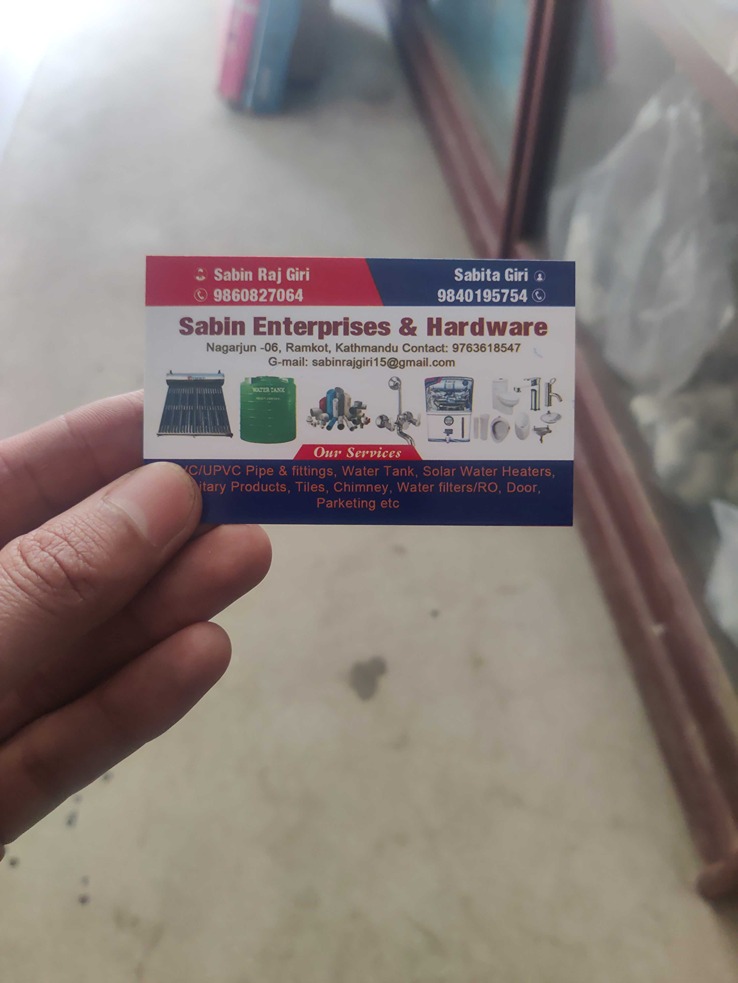 Sabin Raj Giri
9860827064
Sabita Giri
9840195754
Sabin Enterprises & Hardware
Nagarjun -06, Ramkot, Kathmandu Contact: 9763618547
G-mail: sabinrajgiri15@gmail.com
WATER TANK
Our Services
/UPVC Pipe & fittings, Water Tank, Solar Water Heaters,
Products, Tiles, Chimney, Water filters/RO, Door,
Parketing etc